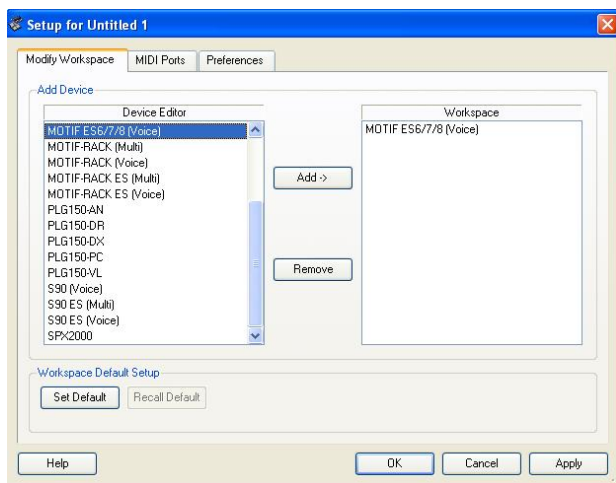 Setup for Untitled 1
Modify Workspace MIDI Ports Preferences
Add Device
Device Editor Workspace
MOTIF ES6/7/8 (Voice) MOTIF ES6/7/8 (Voice)
MOTIF-RACK (Multi)
MOTIF-RACK (Voice)
MOTIF-RACK ES (Multi) Add ->
MOTIF-RACK ES (Voice)
PLG150-AN
PLG150-DR
PLG150-DX
PLG150-PC
PLG150-VL Remove
S90 (Voice)
S90 ES (Multi)
S90 ES (Voice)
SPX2000
Workspace Default Setup
Set Default Recall Default
Help OK Cancel Apply